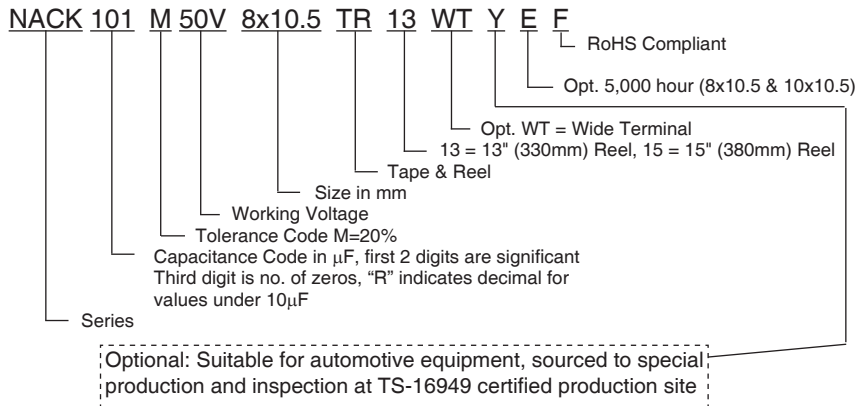 NACK 101 M 50V 8x10.5 TR 13 WT Y E F
RoHS Compliant
Opt. 5,000 hour (8x10.5 & 10x10.5)
Opt. WT = Wide Terminal
13 = 13" (330mm) Reel, 15 = 15" (380mm) Reel
Tape & Reel
Size in mm
Working Voltage
Tolerance Code M=20%
Capacitance Code in μF, first 2 digits are significant
Third digit is no. of zeros, “R” indicates decimal for
values under 10μF
Series
Optional: Suitable for automotive equipment, sourced to special
production and inspection at TS-16949 certified production site